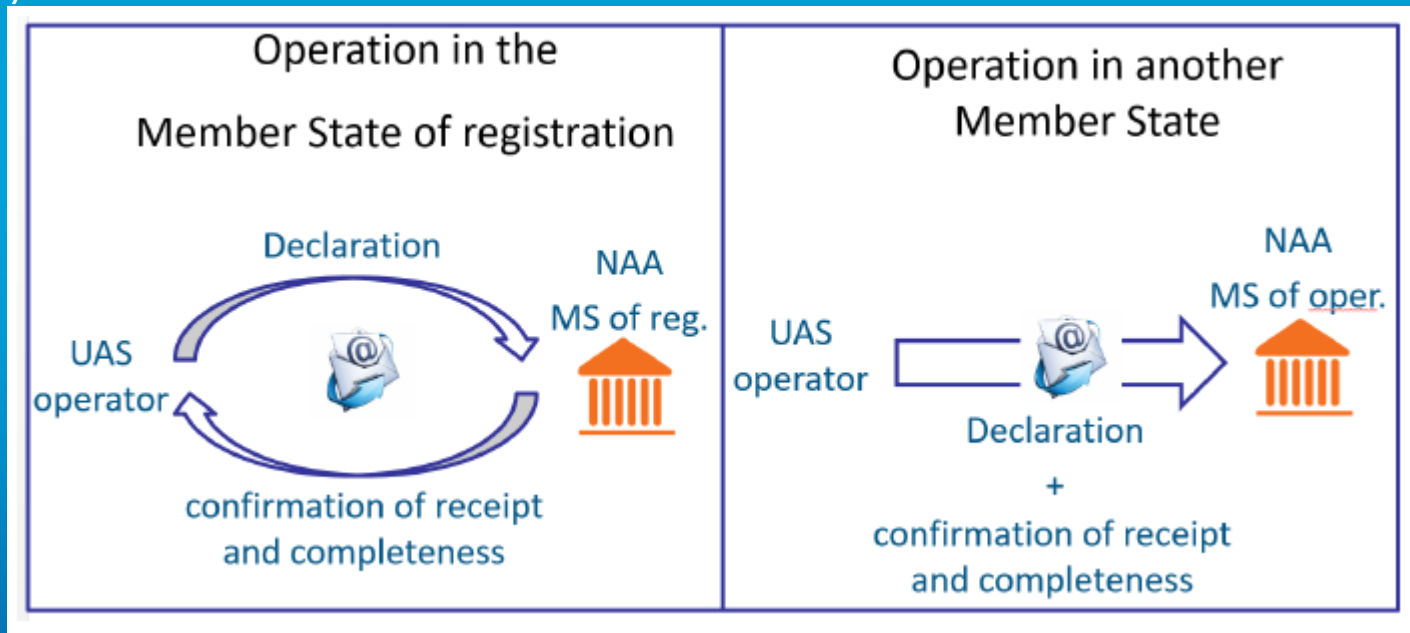 Operation in the
Member State of registration
Declaration
NAA
MS of reg.
UAS
operator
@
confirmation of receipt
and completeness
Operation in another
Member State
NAA
MS of oper.
UAS
operator
@
Declaration
+
confirmation of receipt
and completeness